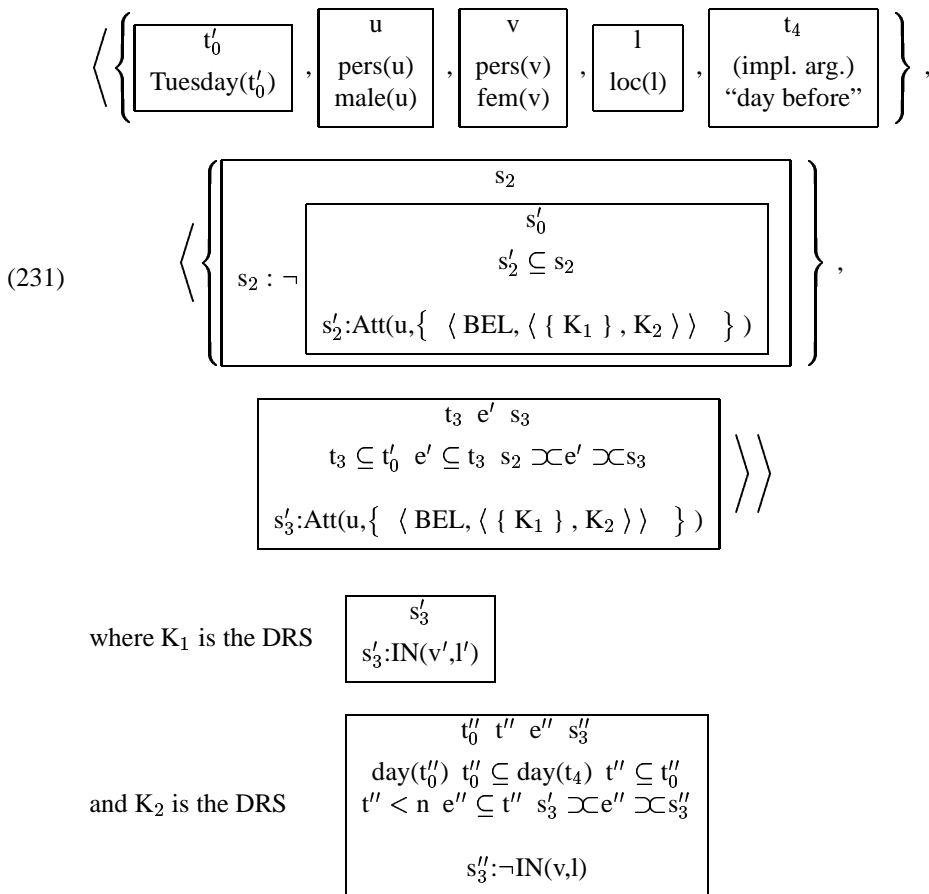 ⟨ { t′₀ , u , v , l , t₄ } ,
Tuesday(t′₀) pers(u) pers(v) loc(l) (impl. arg.)
male(u) fem(v) “day before”
s₂
s′₀
s′₂ ⊆ s₂
(231) ⟨ { s₂ : ¬ } ,
s′₂:Att(u,{ ⟨ BEL, ⟨ { K₁ } , K₂ ⟩ ⟩ } )
t₃ e′ s₃
t₃ ⊆ t′₀ e′ ⊆ t₃ s₂ ⊃⊂e′ ⊃⊂s₃ ⟩⟩
s′₃:Att(u,{ ⟨ BEL, ⟨ { K₁ } , K₂ ⟩ ⟩ } )
s′₃
where K₁ is the DRS
s′₃:IN(v′,l′)
t″₀ t″ e″ s″₃
day(t″₀) t″₀ ⊆ day(t₄) t″ ⊆ t″₀
and K₂ is the DRS t″ < n e″ ⊆ t″ s′₃ ⊃⊂e″ ⊃⊂s″₃
s″₃:¬IN(v,l)